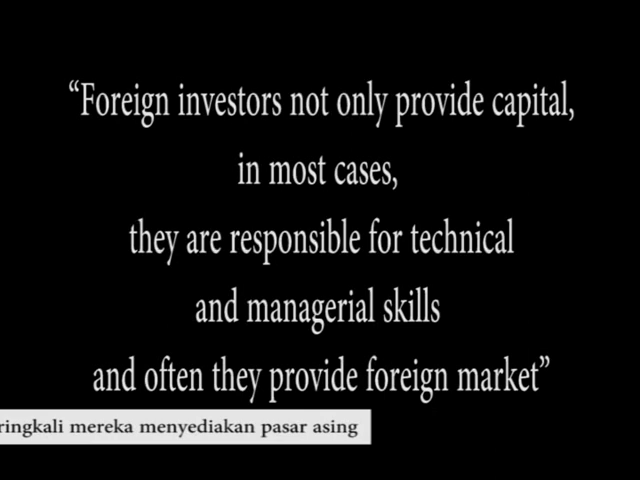 “Foreign investors not only provide capital,
in most cases,
they are responsible for technical
and managerial skills
and often they provide foreign market”
mereka menyediakan pasar asing